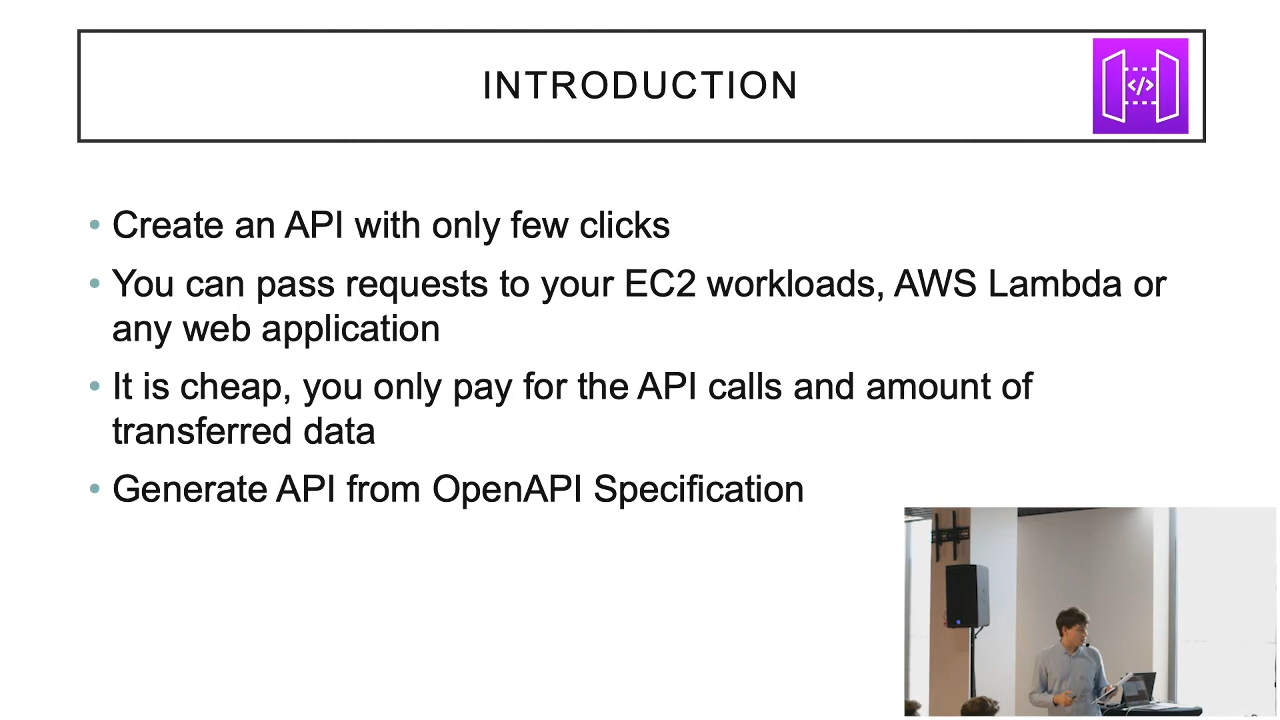 INTRODUCTION
</>
• Create an API with only few clicks
• You can pass requests to your EC2 workloads, AWS Lambda or
any web application
• It is cheap, you only pay for the API calls and amount of
transferred data
• Generate API from OpenAPI Specification